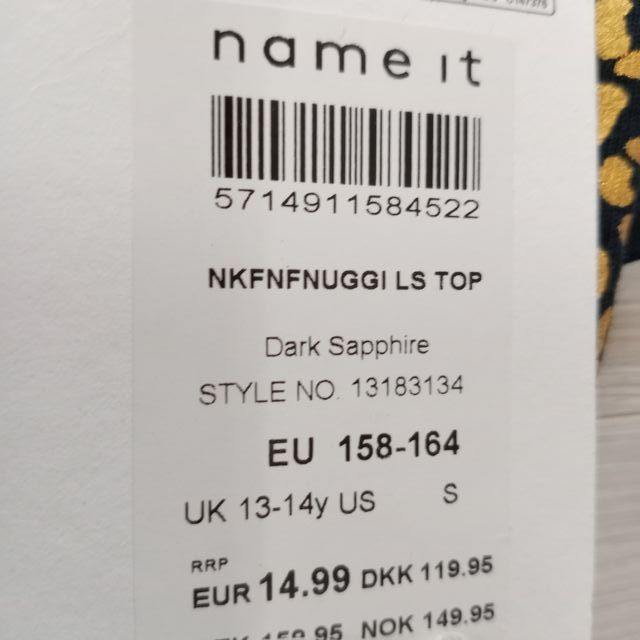 name it
5714911584522
NKFNFNUGGI LS TOP
Dark Sapphire
STYLE NO. 13183134
EU 158-164
UK 13-14y US S
RRP
EUR 14.99 DKK 119.95
NOK 149.95